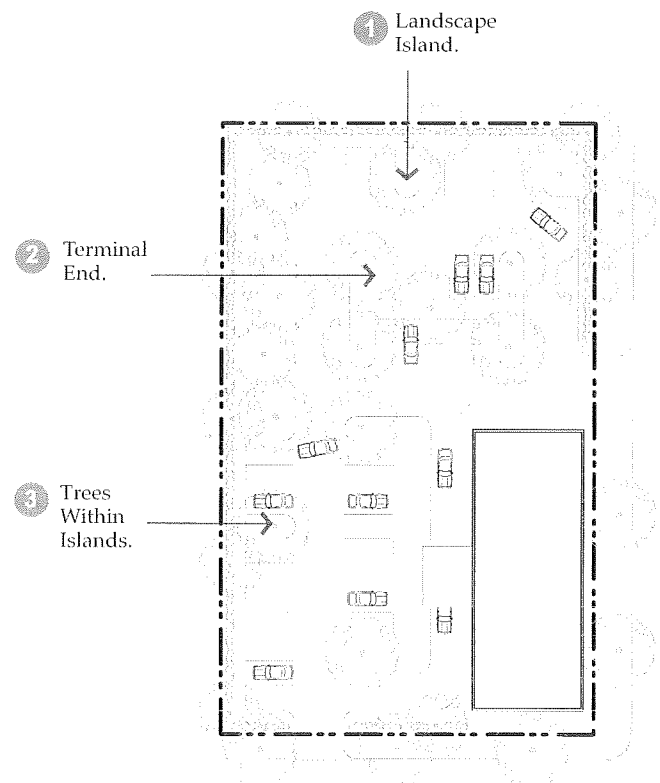 1 Landscape
Island.
2 Terminal
End.
3 Trees
Within
Islands.